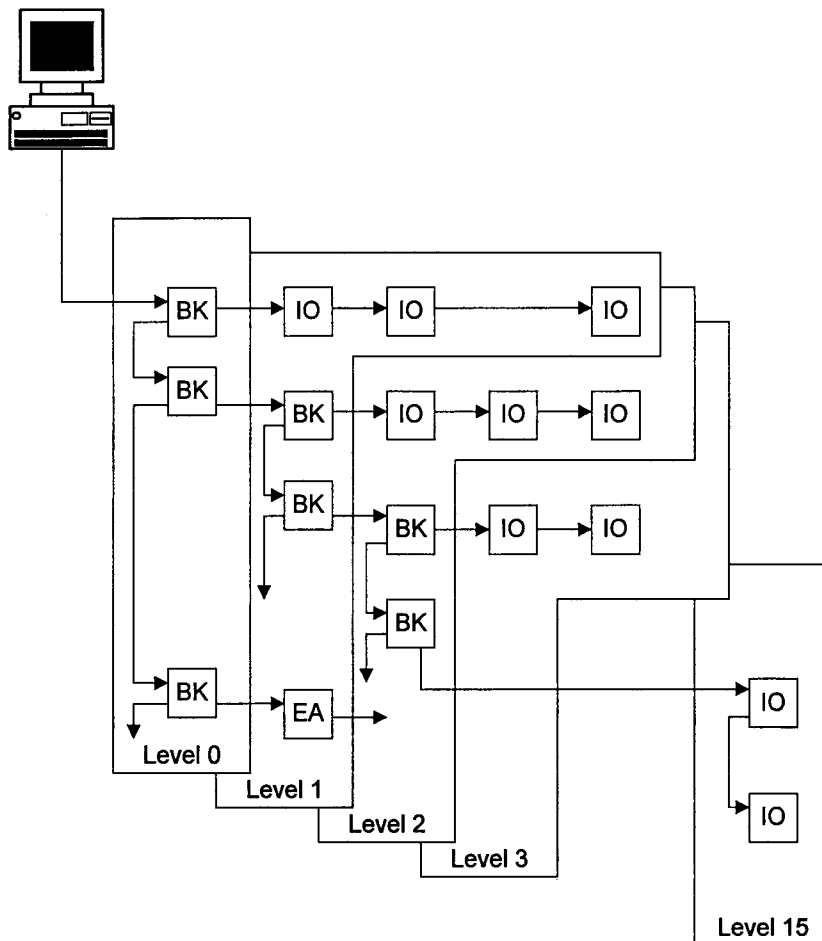 BK IO IO IO
BK BK IO IO IO
BK BK IO IO
BK
BK EA
IO
Level 0
Level 1
IO
Level 2
Level 3
Level 15